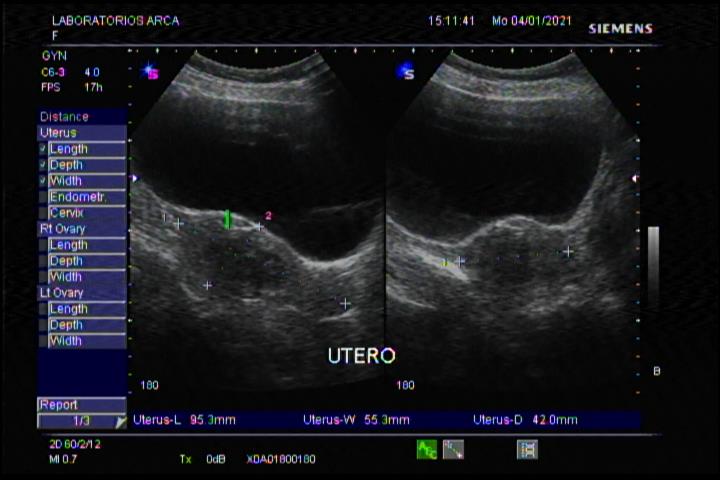 LABORATORIOS ARCA
15:11:41 Mo 04/01/2021
SIEMENS
F
GYN
C6-3 4.0
FPS 17h
S
S
Distance
Uterus
Length
Depth
Width
Endometr.
Cervix
Rt Ovary
Length
Depth
Width
Lt Ovary
Length
Depth
Width
1
2
1
UTERO
B
180
180
Report
1/3
Uterus-L 95.3mm Uterus-W 55.3mm Uterus-D 42.0mm
2D 60/2/12
MI 0.7 Tx 0dB XDA01800180